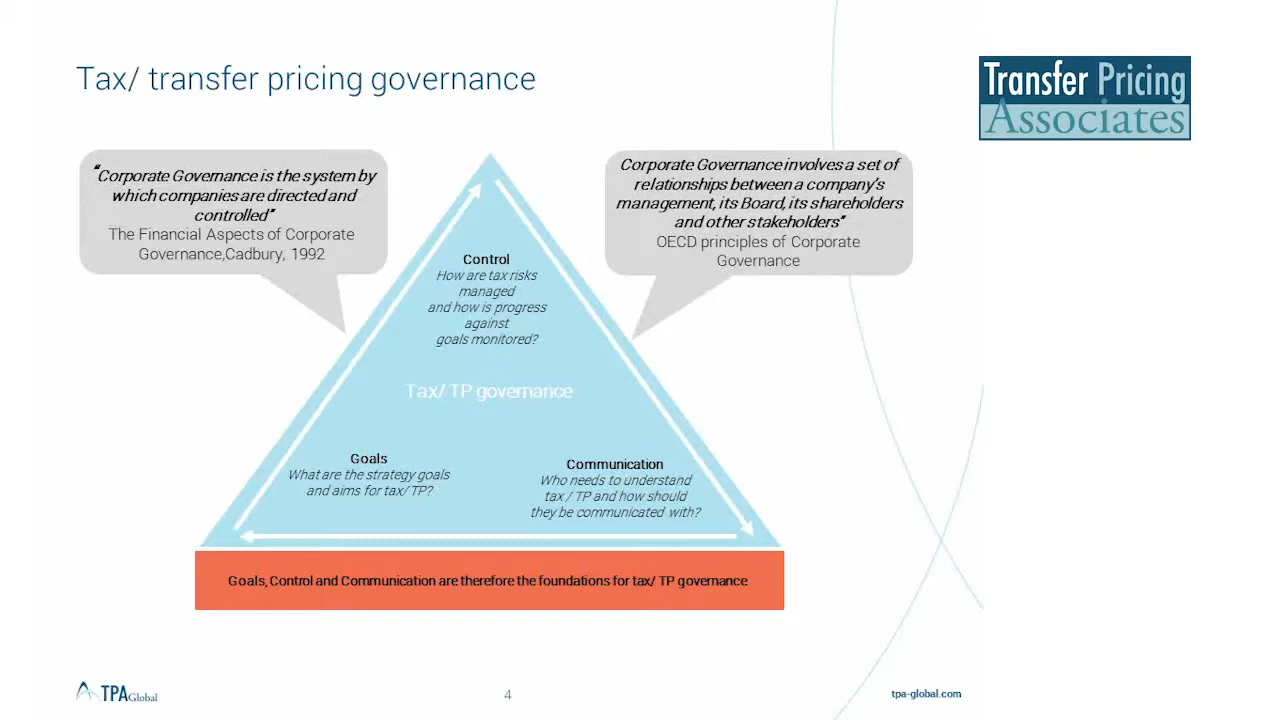 Tax/ transfer pricing governance
Transfer Pricing
Associates
“Corporate Governance is the system by
which companies are directed and
controlled”
The Financial Aspects of Corporate
Governance,Cadbury, 1992
Corporate Governance involves a set of
relationships between a company’s
management, its Board, its shareholders
and other stakeholders”
OECD principles of Corporate
Governance
Control
How are tax risks
managed
and how is progress
against
goals monitored?
Tax/ TP governance
Goals
What are the strategy goals
and aims for tax/ TP?
Communication
Who needs to understand
tax / TP and how should
they be communicated with?
Goals, Control and Communication are therefore the foundations for tax/ TP governance
TPA Global
4
tpa-global.com